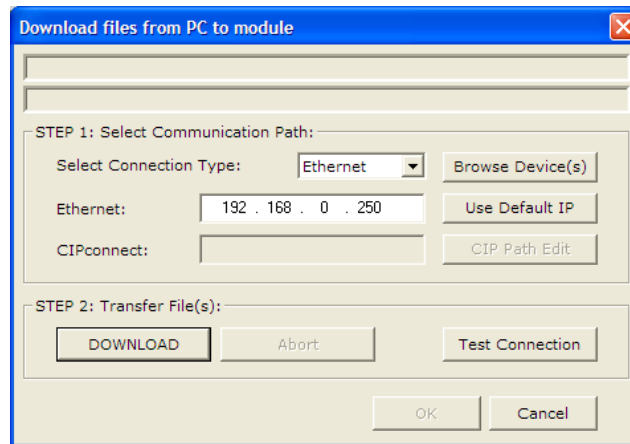 Download files from PC to module
STEP 1: Select Communication Path:
Select Connection Type: Ethernet Browse Device(s)
Ethernet: 192 . 168 . 0 . 250 Use Default IP
CIPconnect: CIP Path Edit
STEP 2: Transfer File(s):
DOWNLOAD Abort Test Connection
OK Cancel